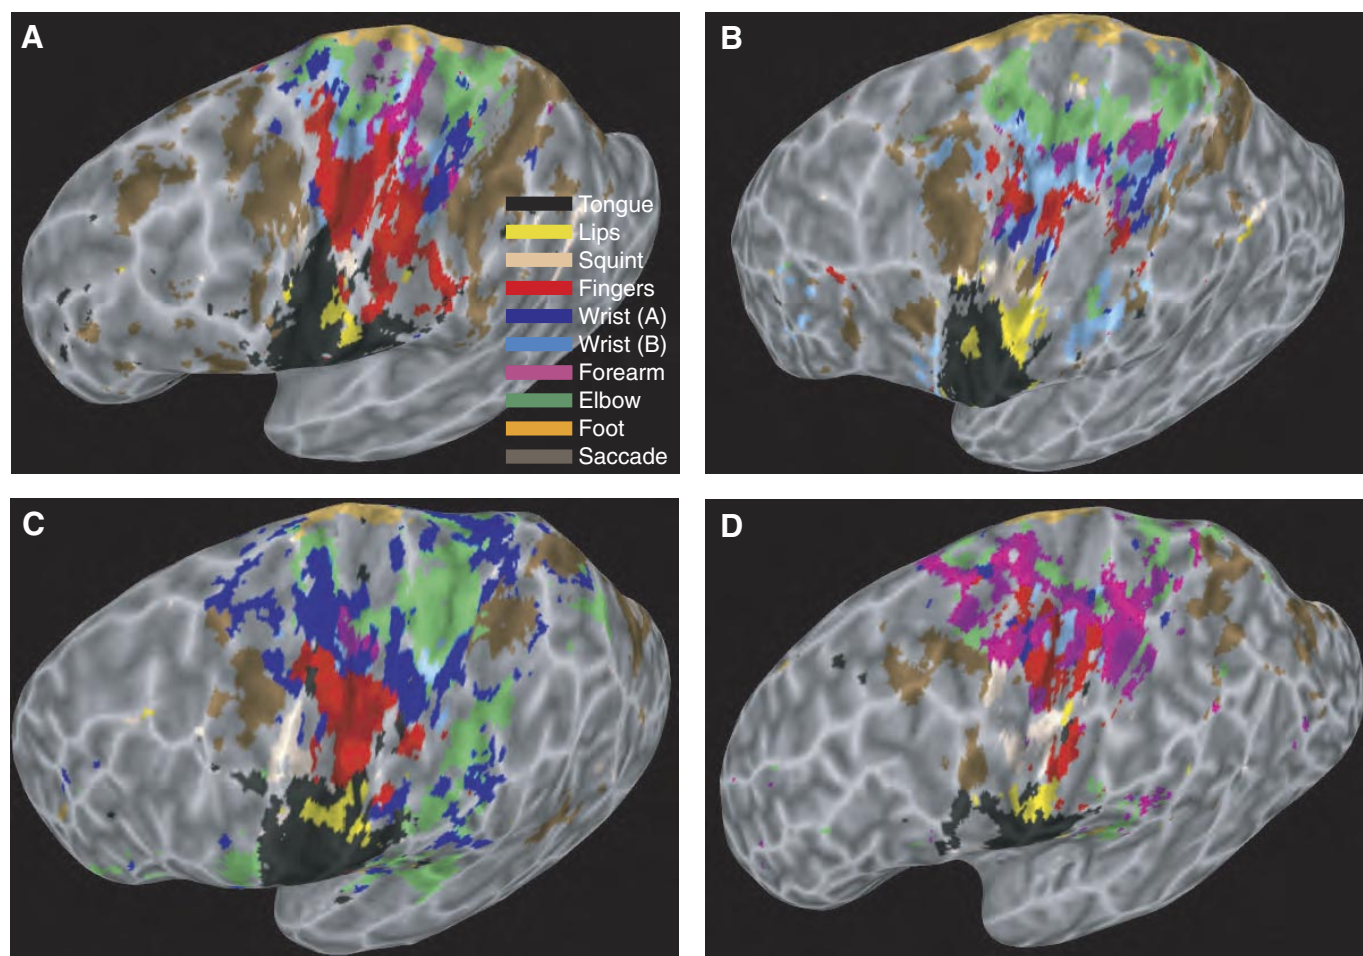 A
B
Tongue
Lips
Squint
Fingers
Wrist (A)
Wrist (B)
Forearm
Elbow
Foot
Saccade
C
D